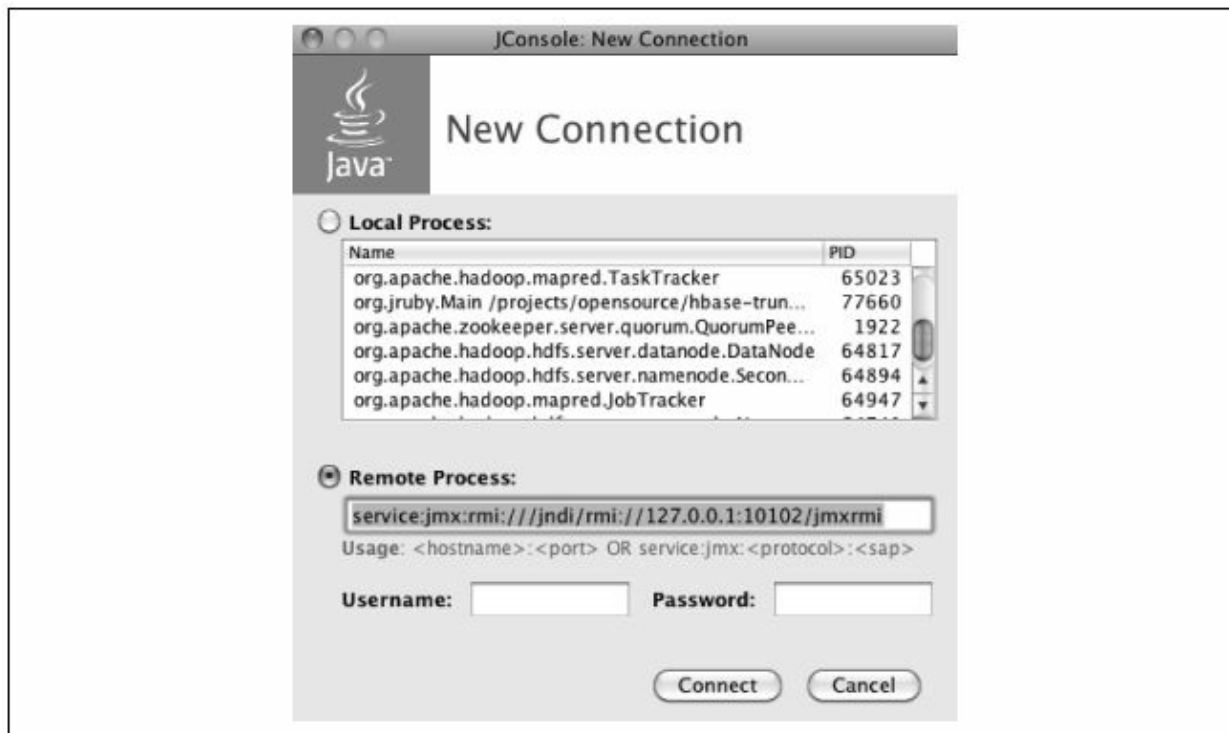 JConsole: New Connection
Java™
New Connection
Local Process:
Name PID
org.apache.hadoop.mapred.TaskTracker 65023
org.jruby.Main /projects/opensource/hbase-trun... 77660
org.apache.zookeeper.server.quorum.QuorumPee... 1922
org.apache.hadoop.hdfs.server.datanode.DataNode 64817
org.apache.hadoop.hdfs.server.namenode.Secon... 64894
org.apache.hadoop.mapred.JobTracker 64947
Remote Process:
service:jmx:rmi:///jndi/rmi://127.0.0.1:10102/jmxrmi
Usage: <hostname>:<port> OR service:jmx:<protocol>:<sap>
Username: Password:
Connect Cancel